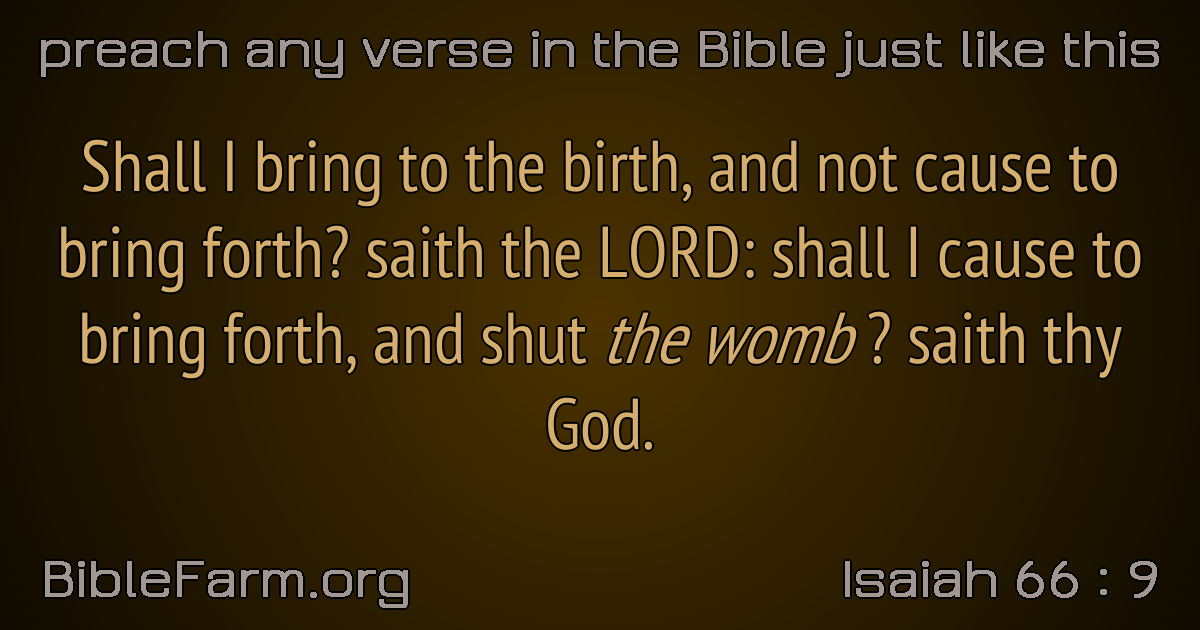 preach any verse in the Bible just like this
Shall I bring to the birth, and not cause to
bring forth? saith the LORD: shall I cause to
bring forth, and shut the womb ? saith thy
God.
BibleFarm.org
Isaiah 66 : 9